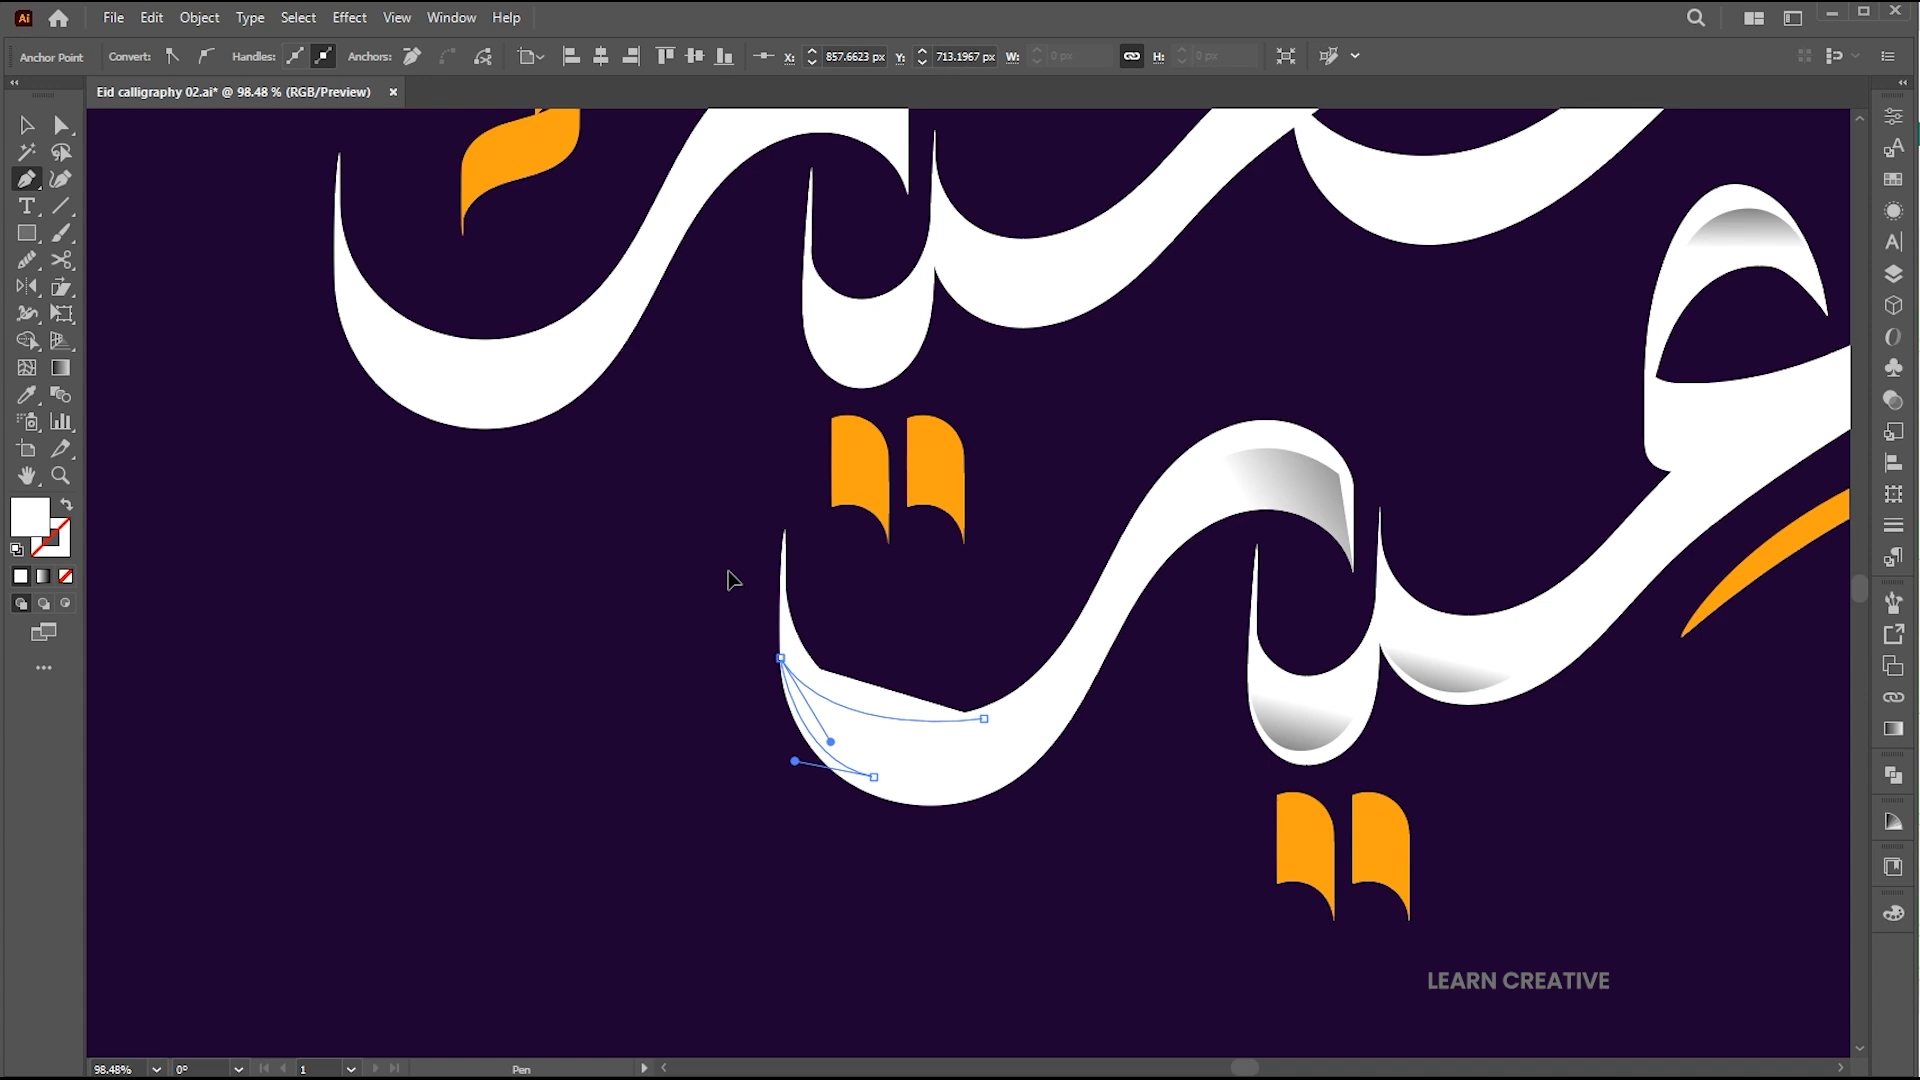 Ai File Edit Object Type Select Effect View Window Help
Anchor Point Convert: Handles: Anchors: X: 857.6623 px Y: 713.1967 px W: 0 px H: 0 px
Eid calligraphy 02.ai* @ 98.48 % (RGB/Preview) ×
LEARN CREATIVE
98.48% 0° 1 Pen